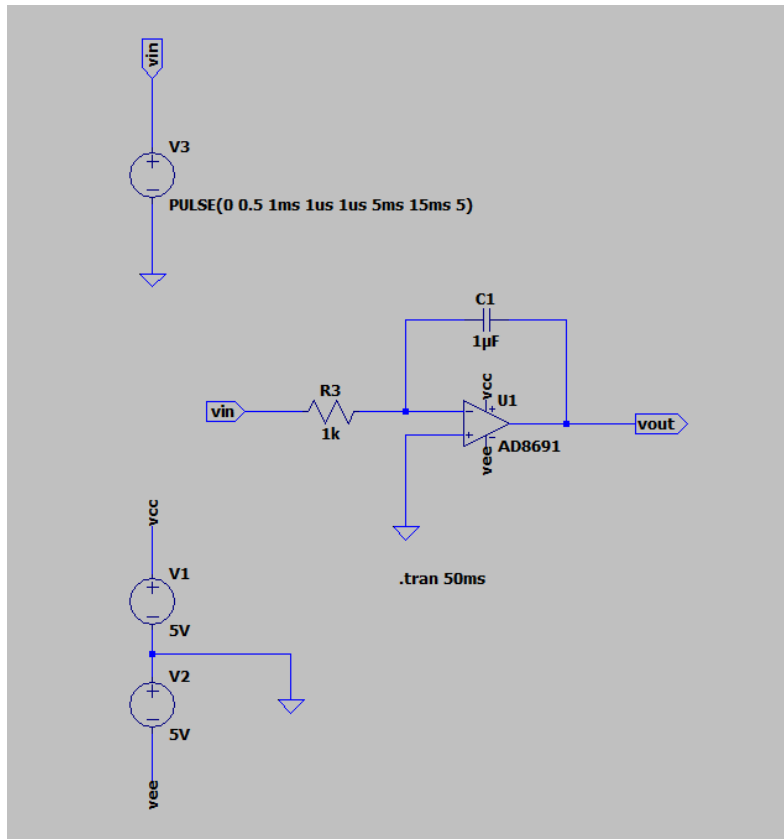 vin
V3
PULSE(0 0.5 1ms 1us 1us 5ms 15ms 5)
C1
1µF
vcc
U1
R3
vin
1k
vout
AD8691
vee
.tran 50ms
vcc
V1
5V
V2
5V
vee